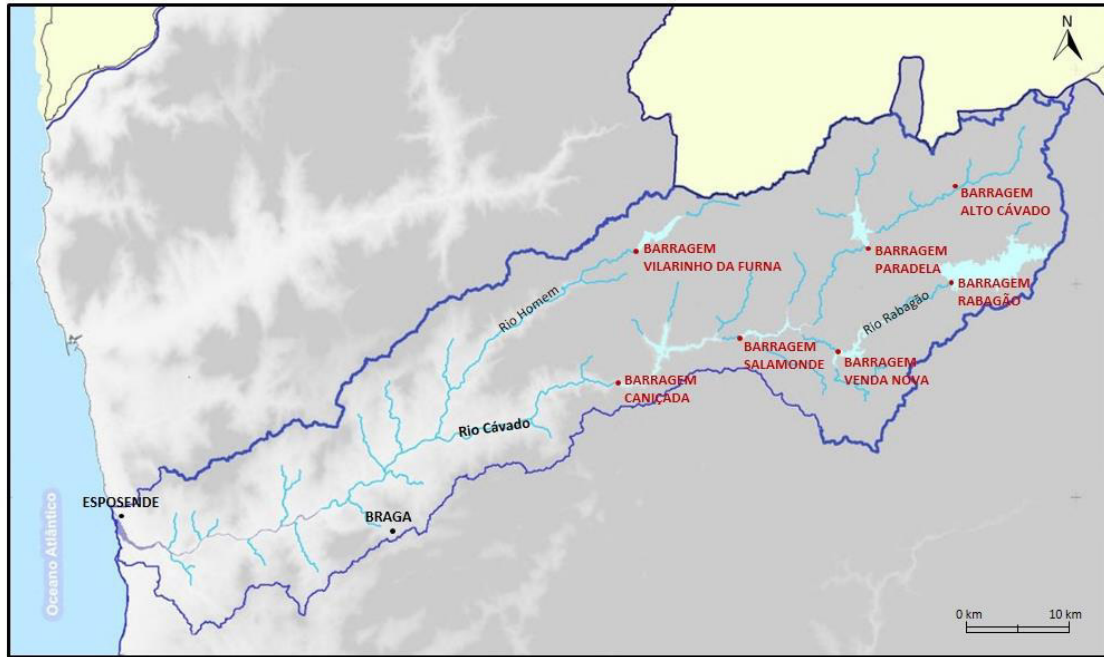 N
BARRAGEM
ALTO CÁVADO
BARRAGEM
VILARINHO DA FURNA
BARRAGEM
PARADELA
BARRAGEM
RABAGÃO
Rio Homem
Rio Rabagão
BARRAGEM
SALAMONDE
BARRAGEM
VENDA NOVA
BARRAGEM
CANIÇADA
Rio Cávado
ESPOSENDE
BRAGA
Oceano Atlântico
0 km
10 km